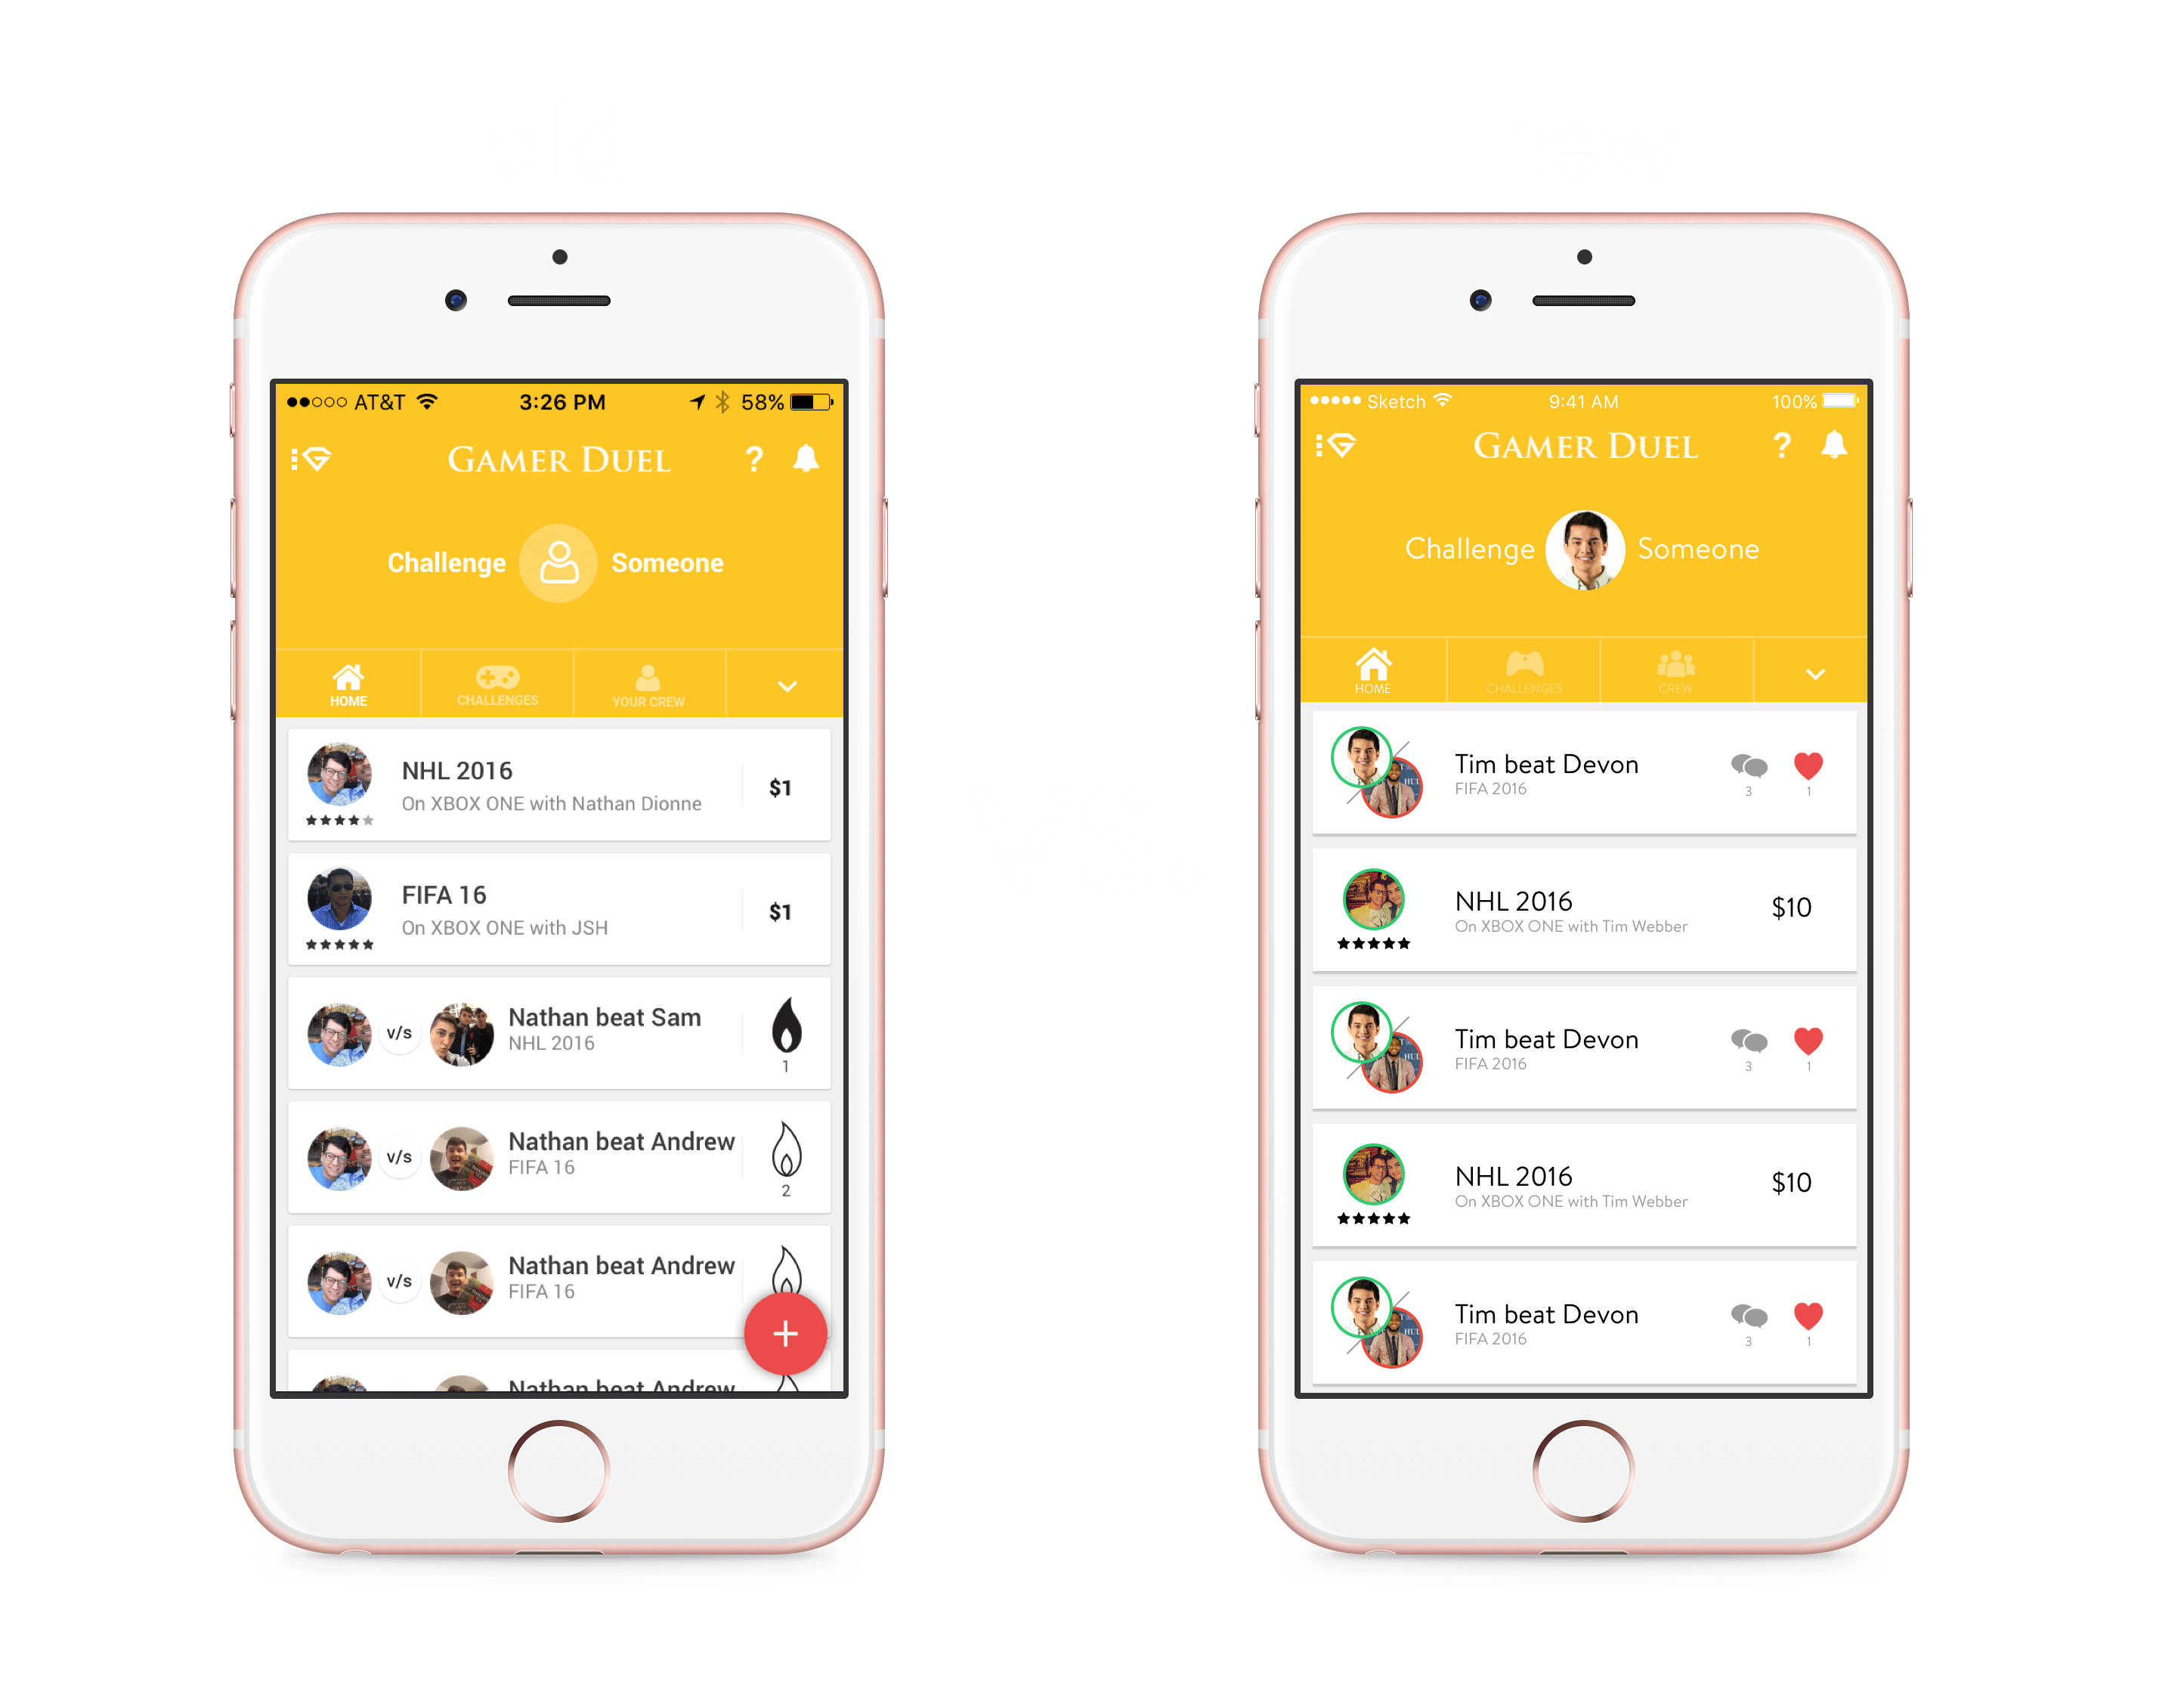 AT&T 3:26 PM 58%
GAMER DUEL ?
Challenge Someone
HOME CHALLENGES YOUR CREW
NHL 2016
On XBOX ONE with Nathan Dionne
$1
FIFA 16
On XBOX ONE with JSH
$1
v/s
Nathan beat Sam
NHL 2016
1
v/s
Nathan beat Andrew
FIFA 16
2
v/s
Nathan beat Andrew
FIFA 16
+
Nathan beat Andrew
Sketch 9:41 AM 100%
GAMER DUEL ?
Challenge Someone
HOME CHALLENGES CREW
Tim beat Devon
FIFA 2016
3 1
NHL 2016
On XBOX ONE with Tim Webber
$10
Tim beat Devon
FIFA 2016
3 1
NHL 2016
On XBOX ONE with Tim Webber
$10
Tim beat Devon
FIFA 2016
3 1